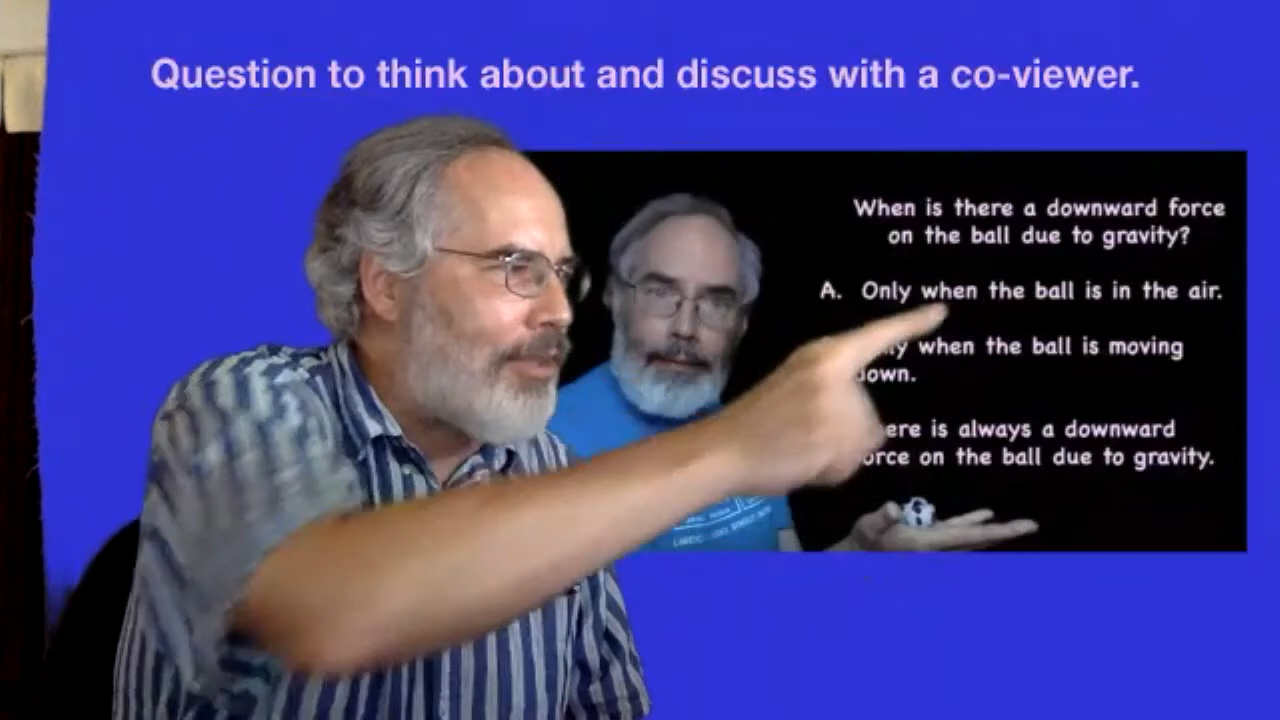 Question to think about and discuss with a co-viewer.
When is there a downward force
on the ball due to gravity?
A. Only when the ball is in the air.
when the ball is moving
down.
is always a downward
force on the ball due to gravity.